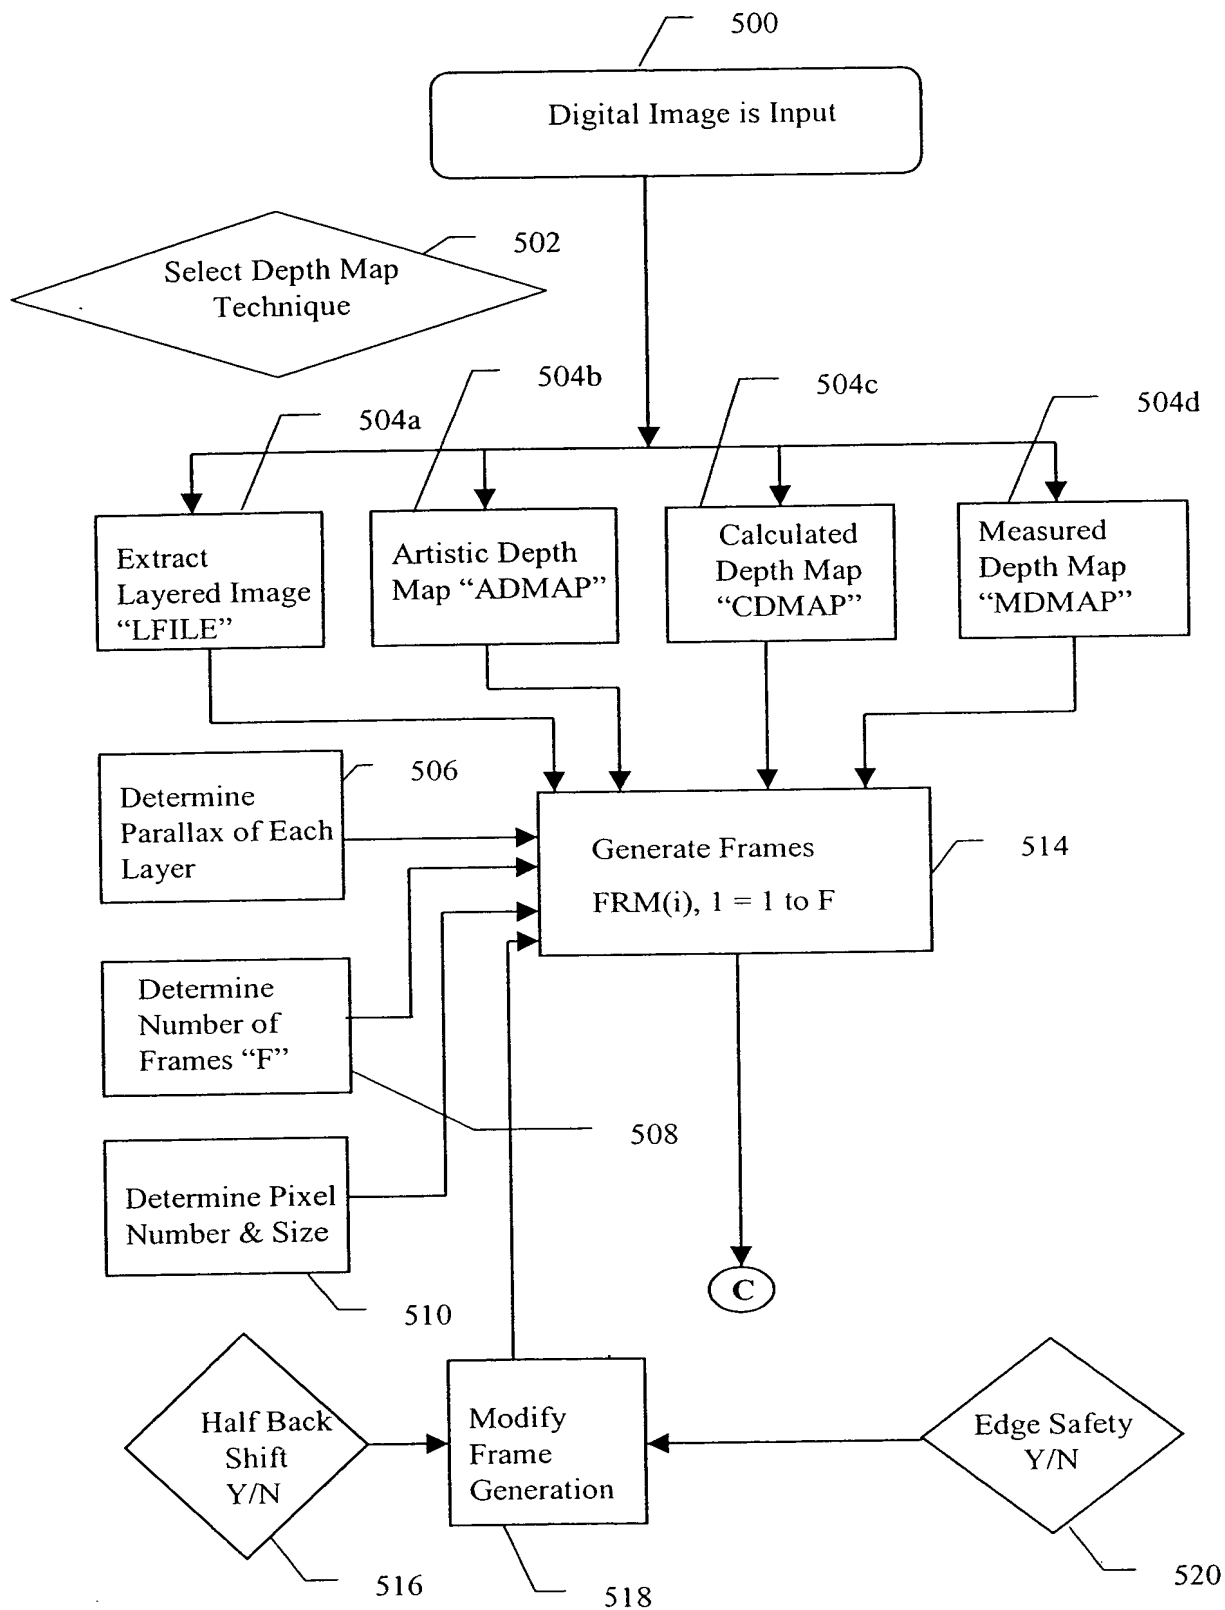 500
Digital Image is Input
502
Select Depth Map
Technique
504a
504b
504c
504d
Extract
Layered Image
“LFILE”
Artistic Depth
Map “ADMAP”
Calculated
Depth Map
“CDMAP”
Measured
Depth Map
“MDMAP”
506
Determine
Parallax of Each
Layer
Generate Frames
FRM(i), 1 = 1 to F
514
Determine
Number of
Frames “F”
508
Determine Pixel
Number & Size
510
C
Half Back
Shift
Y/N
516
Modify
Frame
Generation
518
Edge Safety
Y/N
520